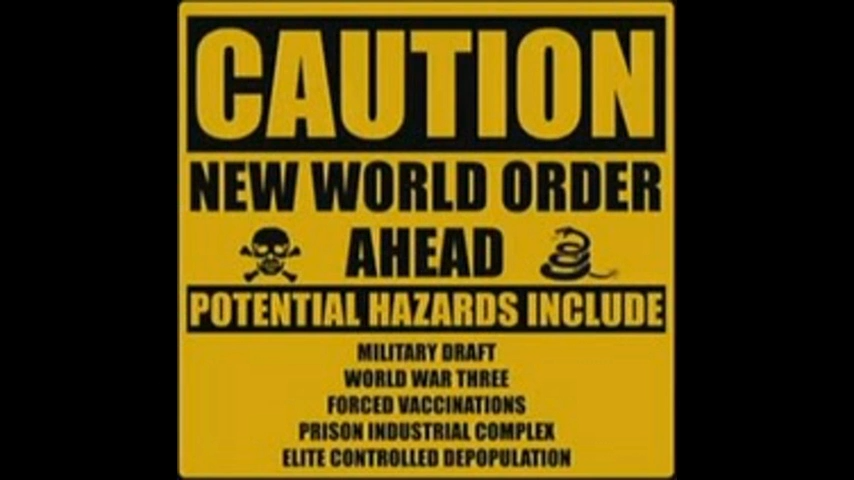 CAUTION
NEW WORLD ORDER
AHEAD
POTENTIAL HAZARDS INCLUDE
MILITARY DRAFT
WORLD WAR THREE
FORCED VACCINATIONS
PRISON INDUSTRIAL COMPLEX
ELITE CONTROLLED DEPOPULATION